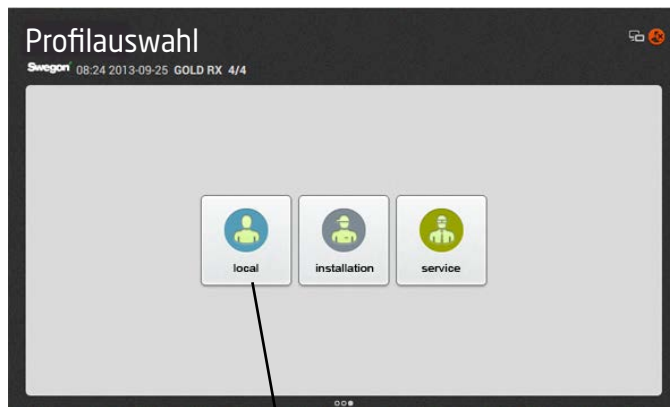 Profilauswahl
Swegon 08:24 2013-09-25 GOLD RX 4/4
local
installation
service